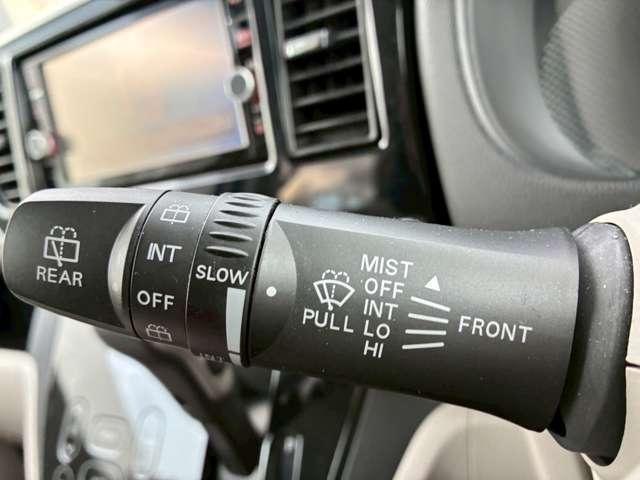 REAR
INT
OFF
SLOW
PULL
MIST
OFF
INT
LO
HI
FRONT